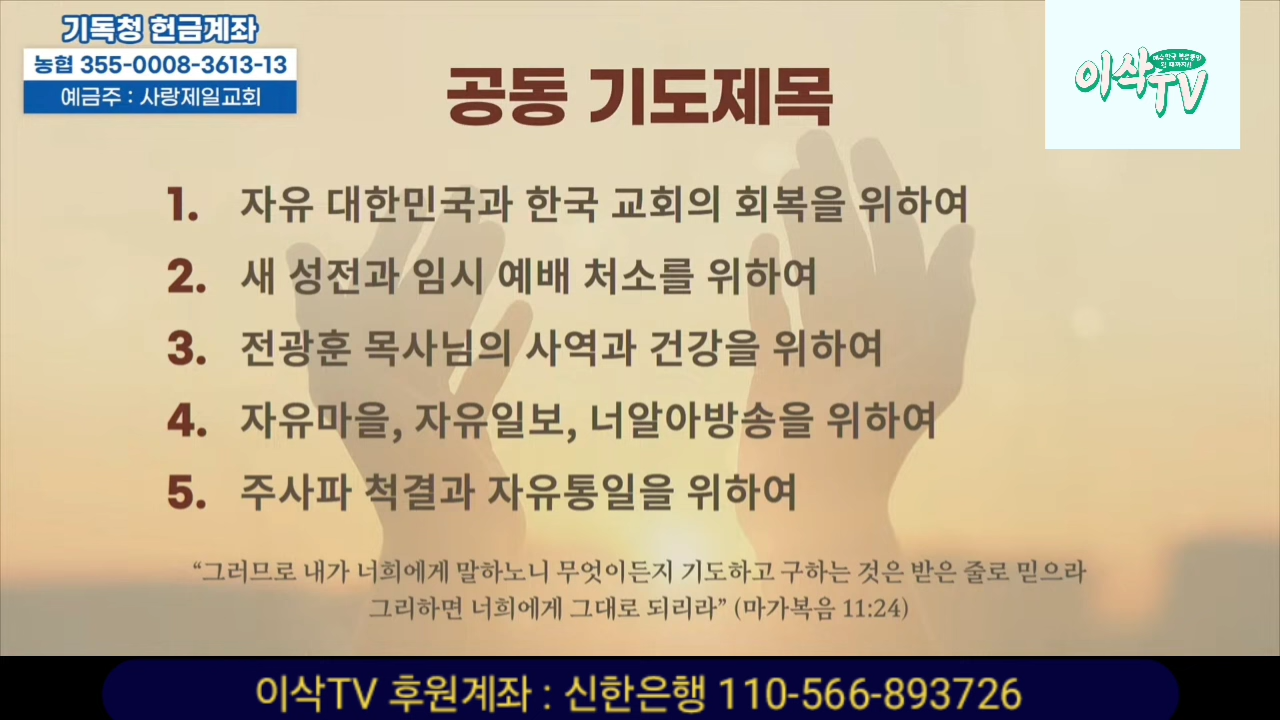 기독청 헌금계좌
농협 355-0008-3613-13
예금주 : 사랑제일교회
이삭TV
공동 기도제목
1. 자유 대한민국과 한국 교회의 회복을 위하여
2. 새 성전과 임시 예배 처소를 위하여
3. 전광훈 목사님의 사역과 건강을 위하여
4. 자유마을, 자유일보, 너알아방송을 위하여
5. 주사파 척결과 자유통일을 위하여
“그러므로 내가 너희에게 말하노니 무엇이든지 기도하고 구하는 것은 받은 줄로 믿으라
그리하면 너희에게 그대로 되리라” (마가복음 11:24)
이삭TV 후원계좌 : 신한은행 110-566-893726